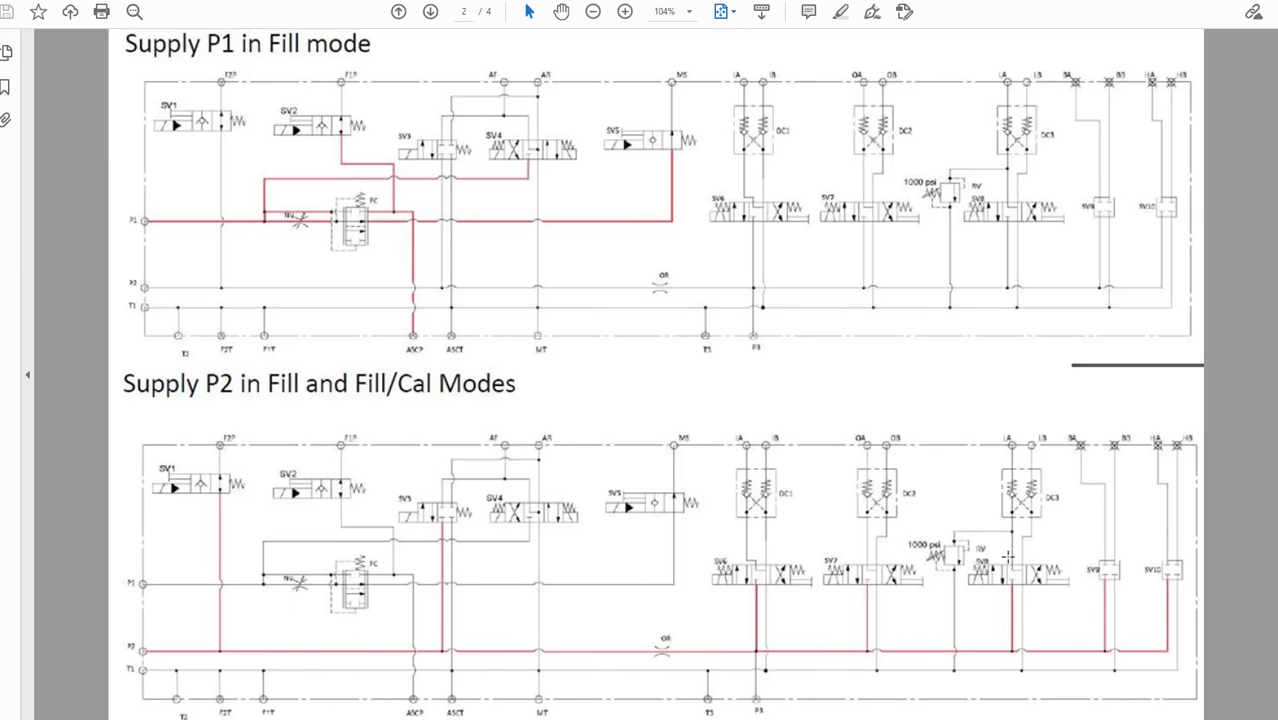 2 / 4
104%
Supply P1 in Fill mode
F2P F1P AF AR MS IA IB OA OB LA LB BA BB HA HB
SV1 SV2 SV3 SV4 SV5 DC1 DC2 DC3
1000 psi RV
NV FC SV6 SV7 SV8 SV9 SV10
P1
P2 OR
T1
T2 F2T F1T ASCP ASCT MT T3 P3
Supply P2 in Fill and Fill/Cal Modes
F2P F1P AF AR MS IA IB OA OB LA LB BA BB HA HB
SV1 SV2 SV3 SV4 SV5 DC1 DC2 DC3
1000 psi RV
NV FC SV6 SV7 SV8 SV9 SV10
P1
P2 OR
T1
T2 F2T F1T ASCP ASCT MT T3 P3